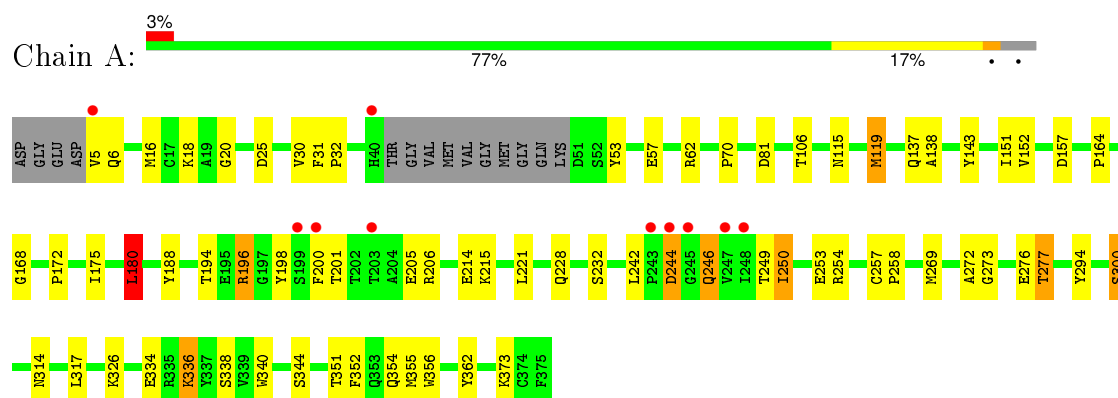 3%
Chain A:
77% 17% • •
ASP GLY GLU ASP V5 Q6 M16 C17 K18 A19 G20 D25 V30 F31 P32 H40 THR GLY VAL MET VAL GLY MET GLY GLN LYS D51 S52 Y53 E57 R62 P70 D81 T106 N115 M119 Q137 A138 Y143 I151 V152 D157 P164
G168 P172 I175 L180 Y188 T194 E195 R196 G197 Y198 S199 F200 T201 T202 T203 A204 E205 R206 E214 K215 L221 Q228 S232 L242 P243 D244 G245 Q246 V247 I248 T249 I250 E253 R254 C257 P258 M269 A272 G273 E276 T277 Y294 S300
N314 L317 K326 E334 R335 K336 Y337 S338 V339 W340 S344 T351 F352 Q353 Q354 M355 W356 Y362 K373 C374 F375